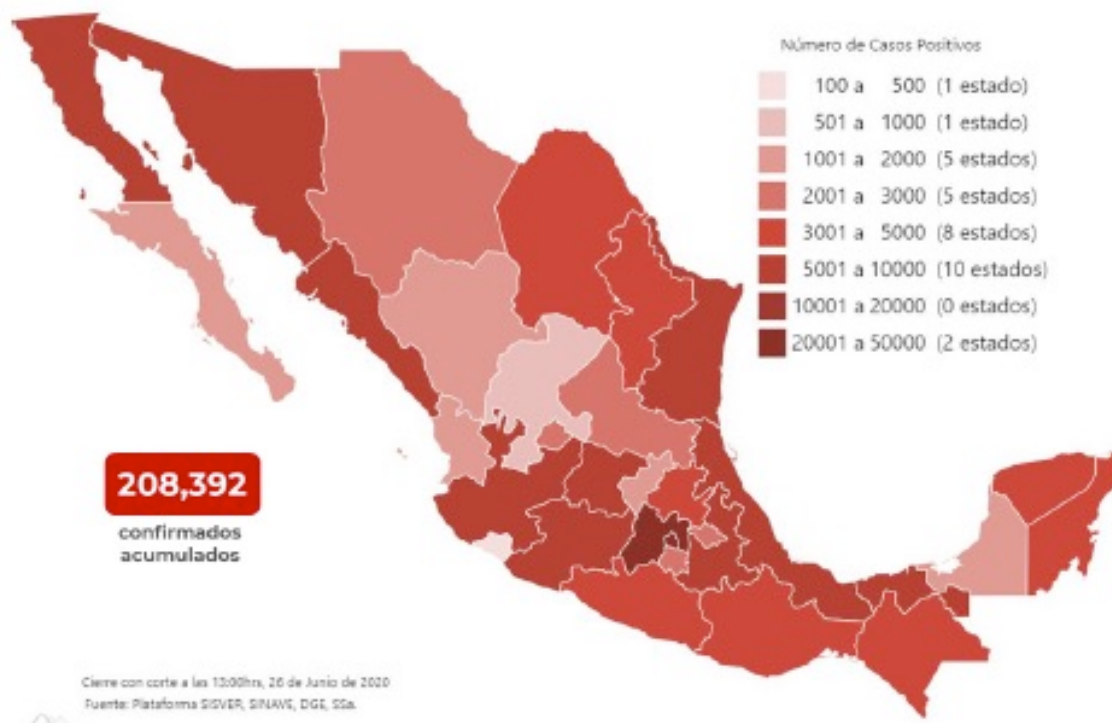 Número de Casos Positivos
100 a 500 (1 estado)
501 a 1000 (1 estado)
1001 a 2000 (5 estados)
2001 a 3000 (5 estados)
3001 a 5000 (8 estados)
5001 a 10000 (10 estados)
10001 a 20000 (0 estados)
20001 a 50000 (2 estados)
208,392
confirmados
acumulados
Cierre con corte a las 13:00hrs, 26 de Junio de 2020
Fuente: Plataforma SISVER, SINAVE, DGE, SSa.